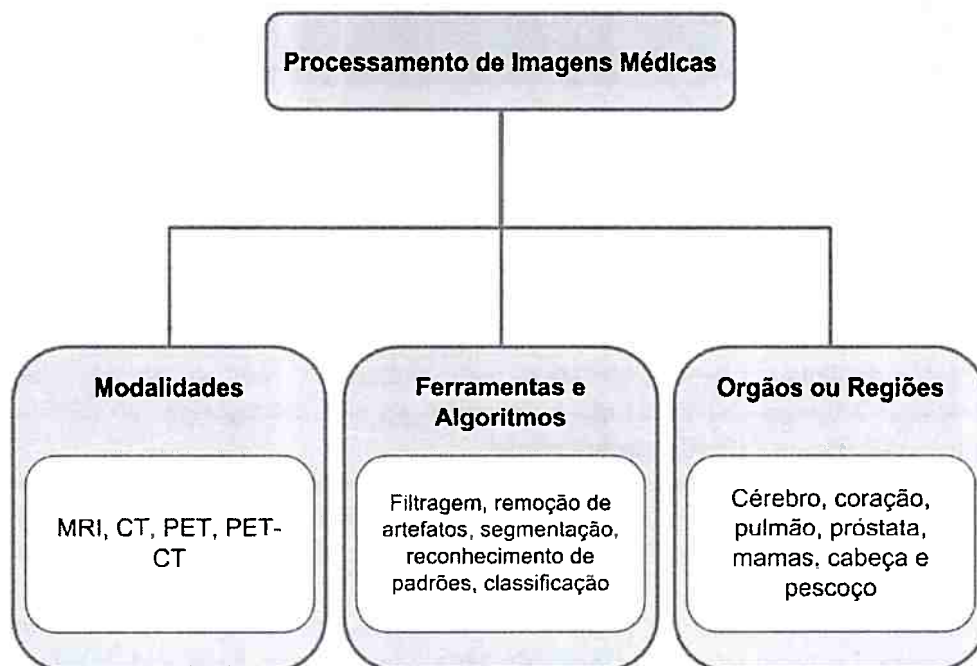 Processamento de Imagens Médicas
Modalidades
MRI, CT, PET, PET-
CT
Ferramentas e
Algoritmos
Filtragem, remoção de
artefatos, segmentação,
reconhecimento de
padrões, classificação
Orgãos ou Regiões
Cérebro, coração,
pulmão, próstata,
mamas, cabeça e
pescoço